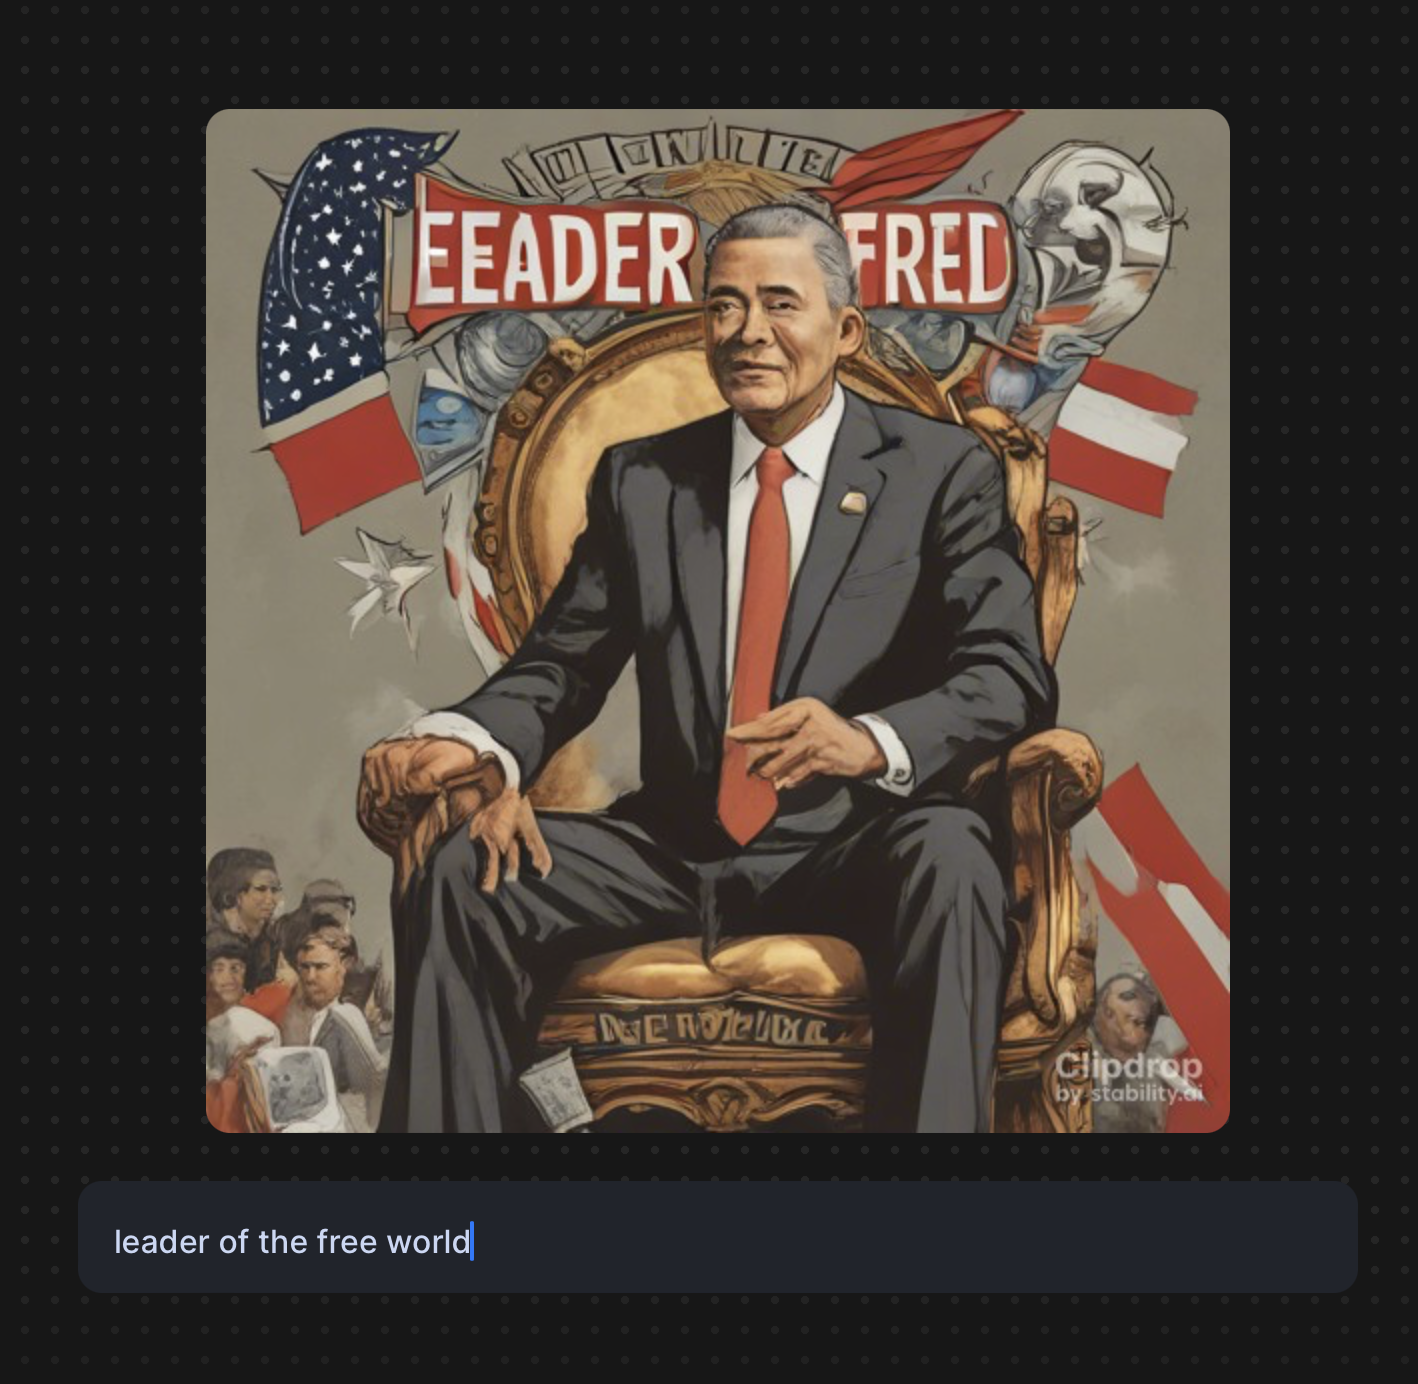 EEADER FRED
Clipdrop
by stability.ai
leader of the free world